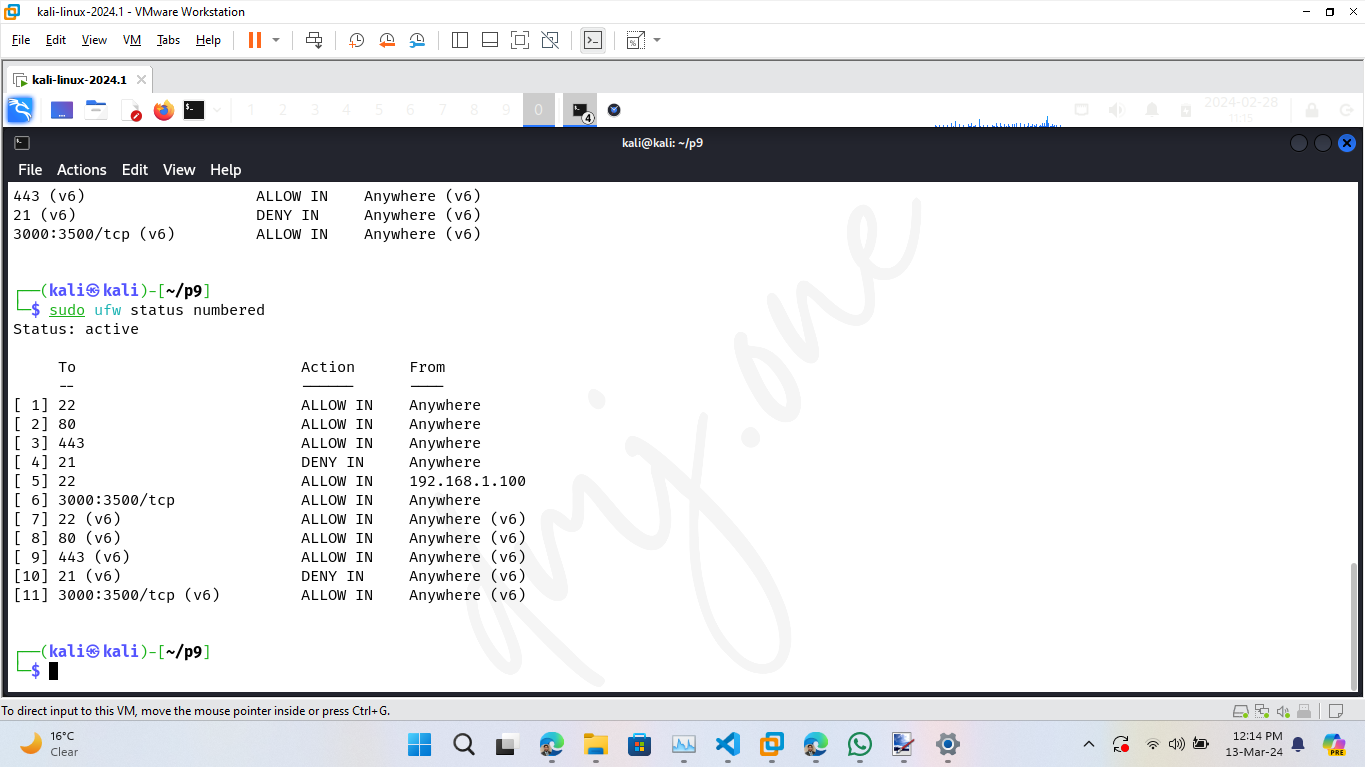 kali-linux-2024.1 - VMware Workstation
File Edit View VM Tabs Help
kali-linux-2024.1
1 2 3 4 5 6 7 8 9 0 4 2024-02-28
11:15
kali@kali: ~/p9
File Actions Edit View Help
443 (v6) ALLOW IN Anywhere (v6)
21 (v6) DENY IN Anywhere (v6)
3000:3500/tcp (v6) ALLOW IN Anywhere (v6)
┌──(kali㉿kali)-[~/p9]
└─$ sudo ufw status numbered
Status: active
To Action From
-- ------ ----
[ 1] 22 ALLOW IN Anywhere
[ 2] 80 ALLOW IN Anywhere
[ 3] 443 ALLOW IN Anywhere
[ 4] 21 DENY IN Anywhere
[ 5] 22 ALLOW IN 192.168.1.100
[ 6] 3000:3500/tcp ALLOW IN Anywhere
[ 7] 22 (v6) ALLOW IN Anywhere (v6)
[ 8] 80 (v6) ALLOW IN Anywhere (v6)
[ 9] 443 (v6) ALLOW IN Anywhere (v6)
[10] 21 (v6) DENY IN Anywhere (v6)
[11] 3000:3500/tcp (v6) ALLOW IN Anywhere (v6)
┌──(kali㉿kali)-[~/p9]
└─$
qmj.one
To direct input to this VM, move the mouse pointer inside or press Ctrl+G.
16°C
Clear
12:14 PM
13-Mar-24
PRE